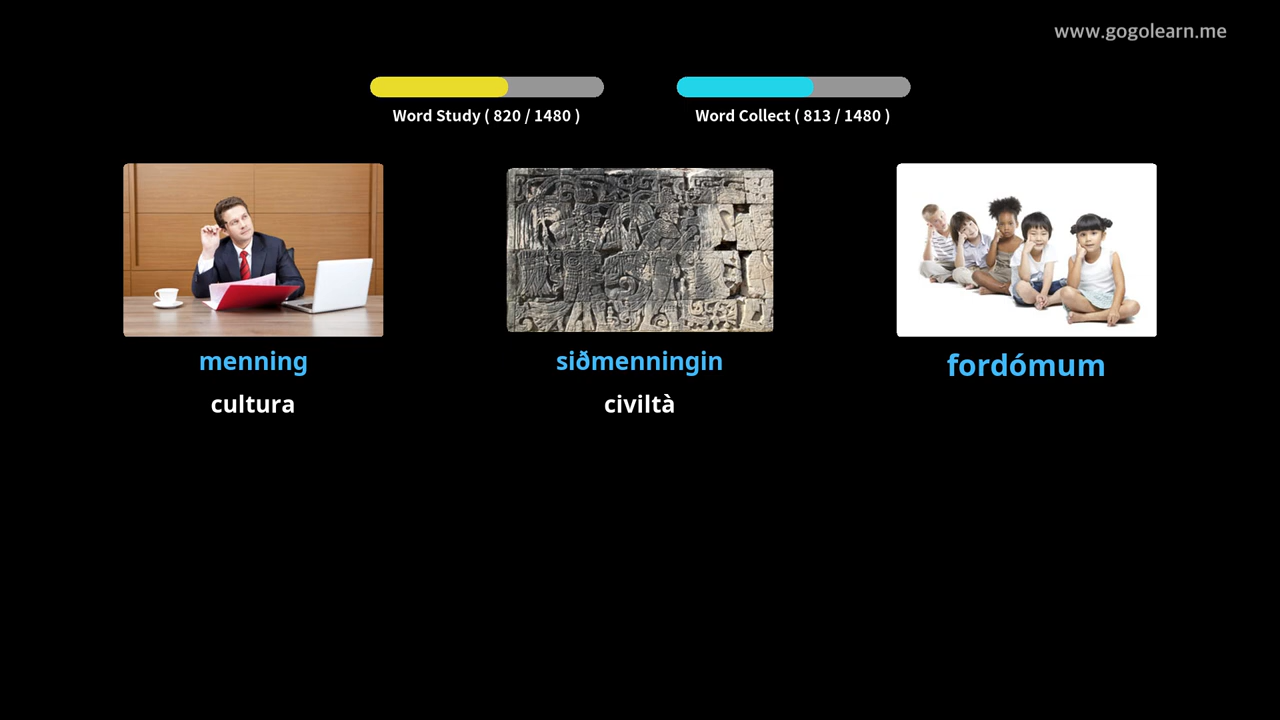 www.gogolearn.me
Word Study ( 820 / 1480 )
Word Collect ( 813 / 1480 )
menning
siðmenningin
fordómum
cultura
civiltà